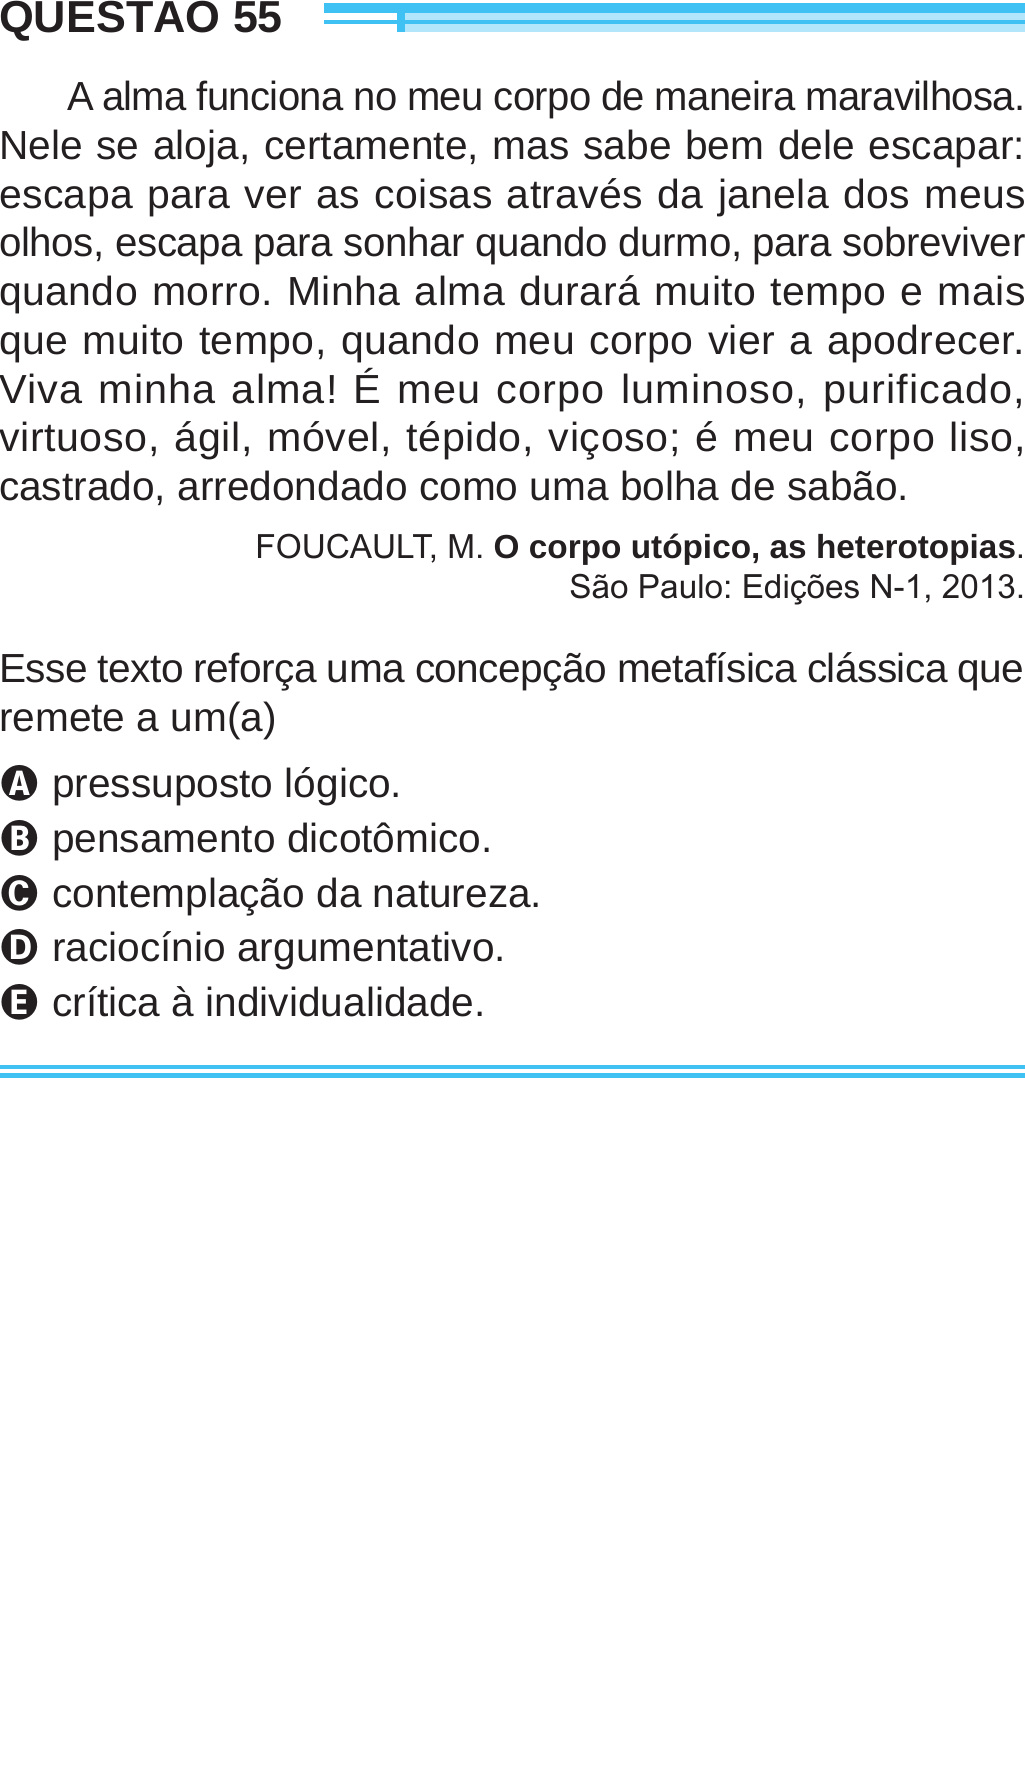 QUESTÃO 55
A alma funciona no meu corpo de maneira maravilhosa.
Nele se aloja, certamente, mas sabe bem dele escapar:
escapa para ver as coisas através da janela dos meus
olhos, escapa para sonhar quando durmo, para sobreviver
quando morro. Minha alma durará muito tempo e mais
que muito tempo, quando meu corpo vier a apodrecer.
Viva minha alma! É meu corpo luminoso, purificado,
virtuoso, ágil, móvel, tépido, viçoso; é meu corpo liso,
castrado, arredondado como uma bolha de sabão.
FOUCAULT, M. O corpo utópico, as heterotopias.
São Paulo: Edições N-1, 2013.
Esse texto reforça uma concepção metafísica clássica que
remete a um(a)
A pressuposto lógico.
B pensamento dicotômico.
C contemplação da natureza.
D raciocínio argumentativo.
E crítica à individualidade.